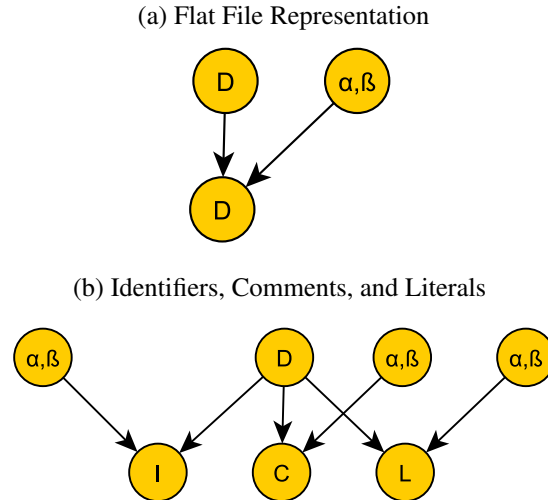 (a) Flat File Representation
D α,ß
D
(b) Identifiers, Comments, and Literals
α,ß D α,ß α,ß
I C L